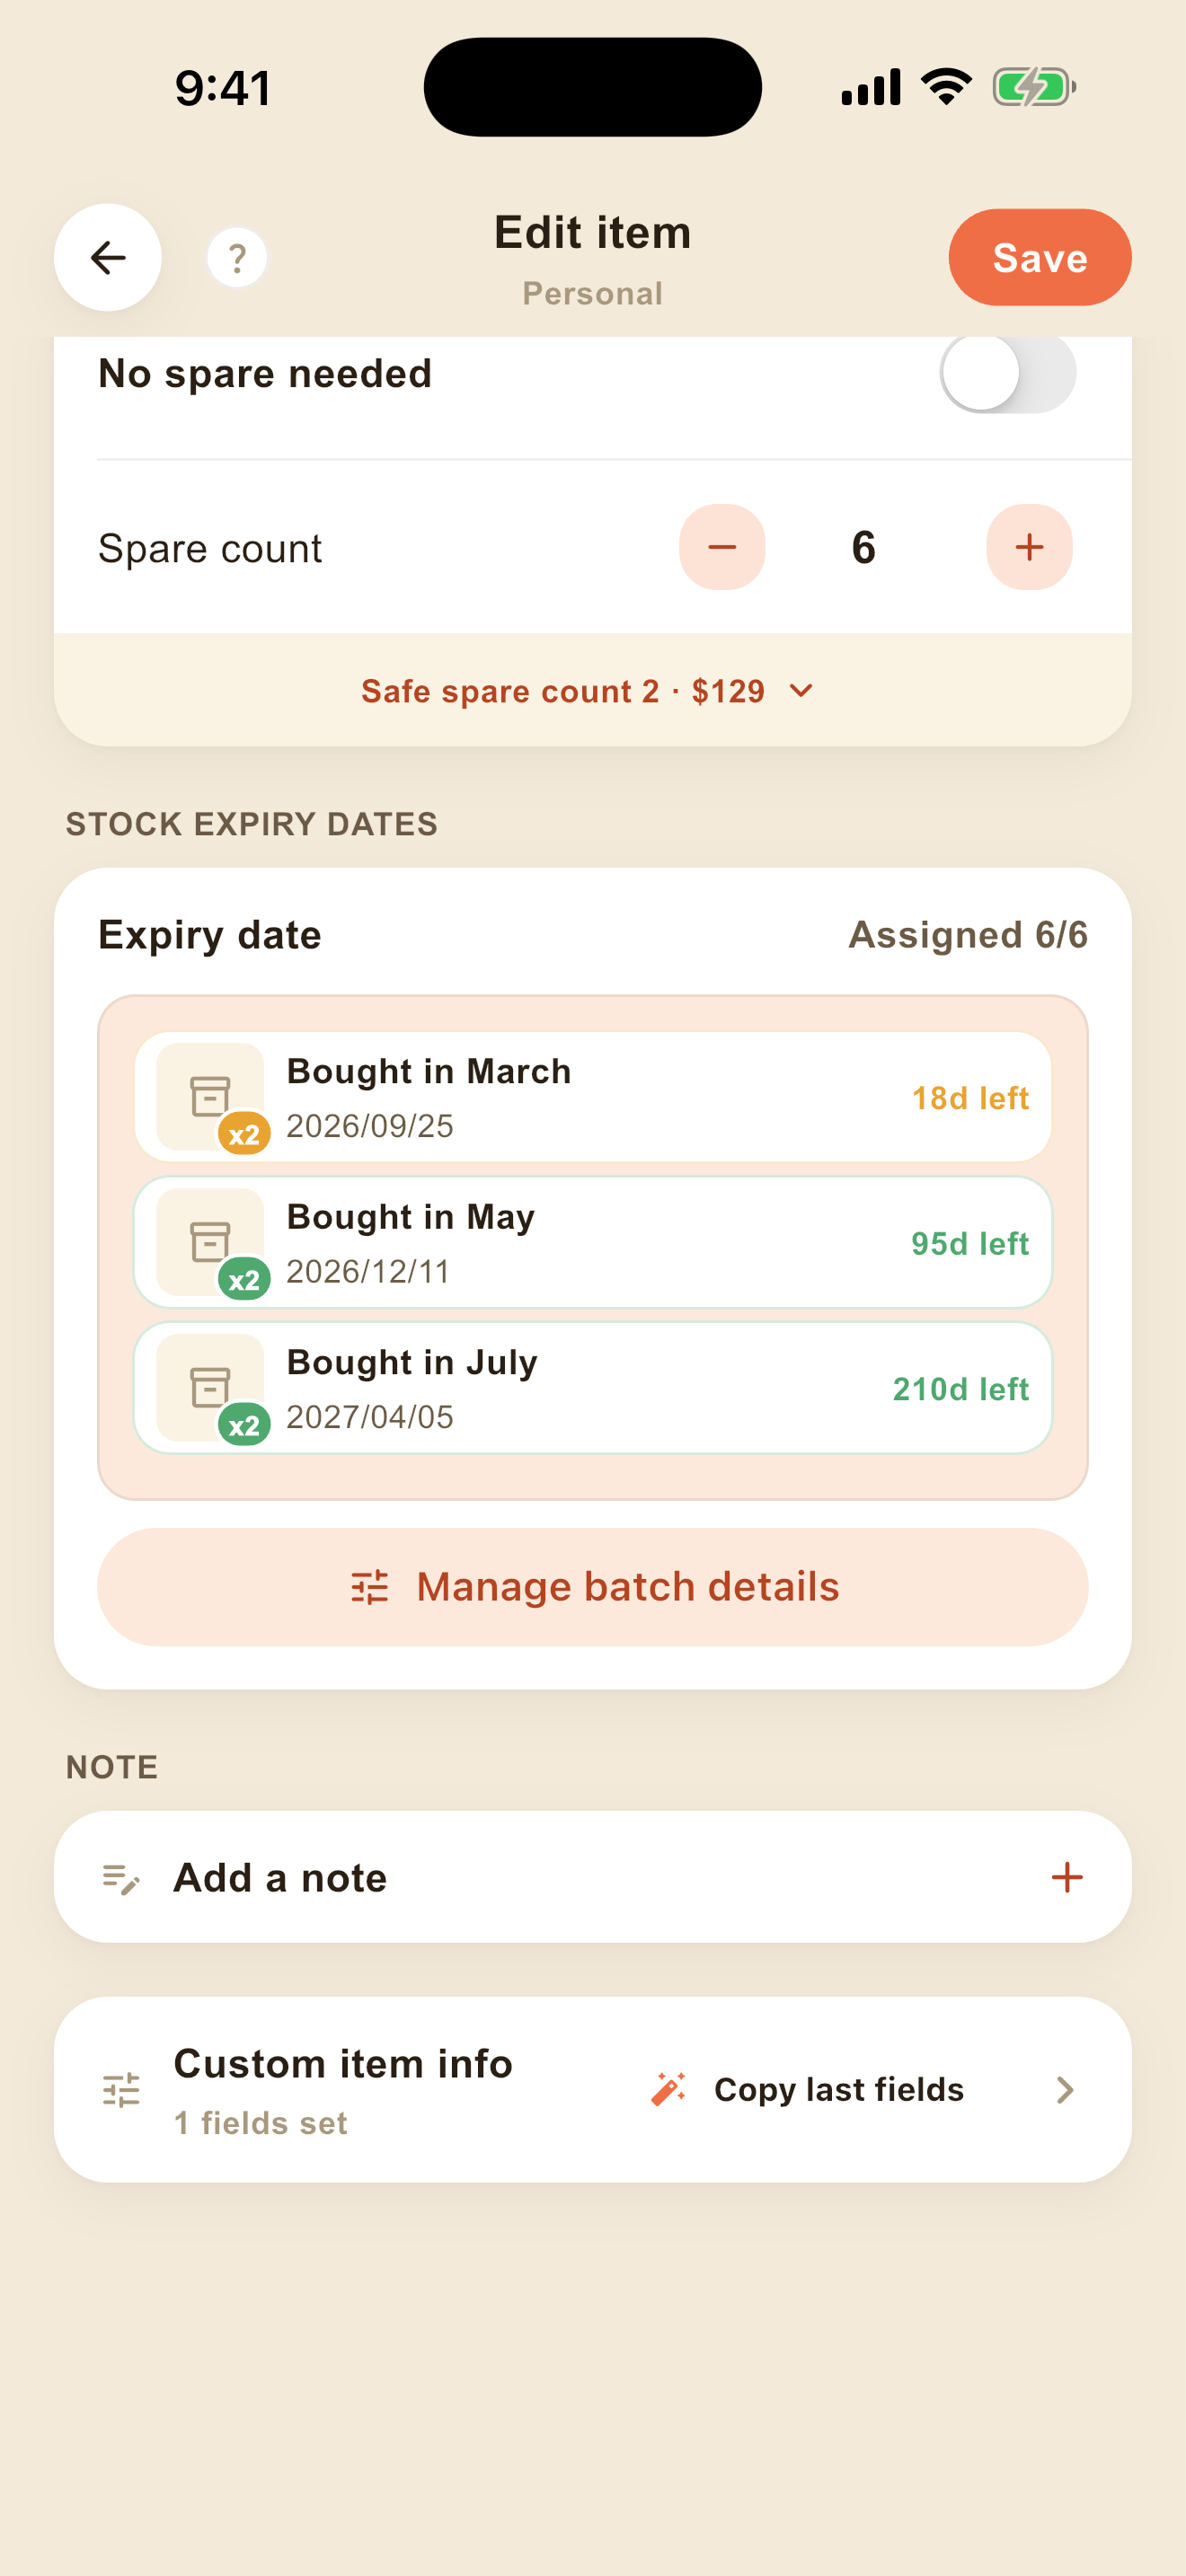 9:41
?
Edit item
Personal
Save
No spare needed
Spare count
6
Safe spare count 2 · $129
STOCK EXPIRY DATES
Expiry date
Assigned 6/6
x2
Bought in March
2026/09/25
18d left
x2
Bought in May
2026/12/11
95d left
x2
Bought in July
2027/04/05
210d left
Manage batch details
NOTE
Add a note
Custom item info
1 fields set
Copy last fields